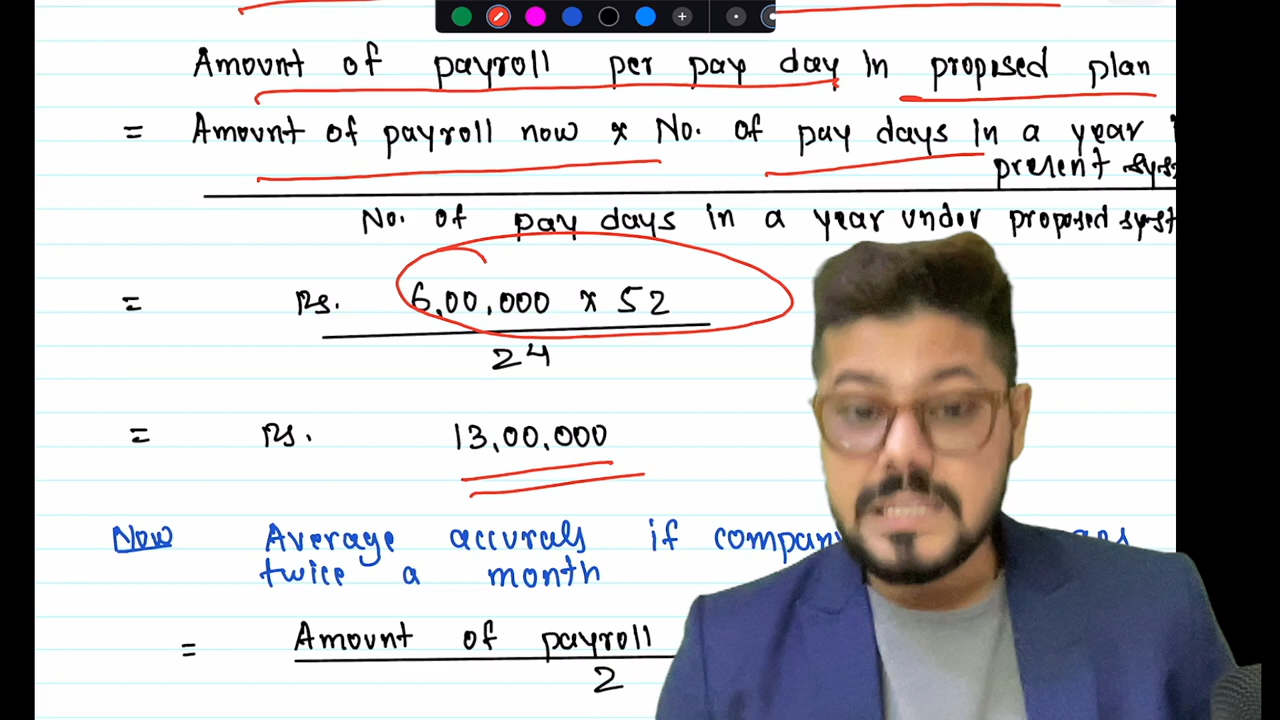 Amount of payroll per pay day in proposed plan
= Amount of payroll now x No. of pay days in a year
present
No. of pay days in a year under proposed
= Rs. 6,00,000 x 52
24
= Rs. 13,00,000
Now Average accurals if company
twice a month
= Amount of payroll
2